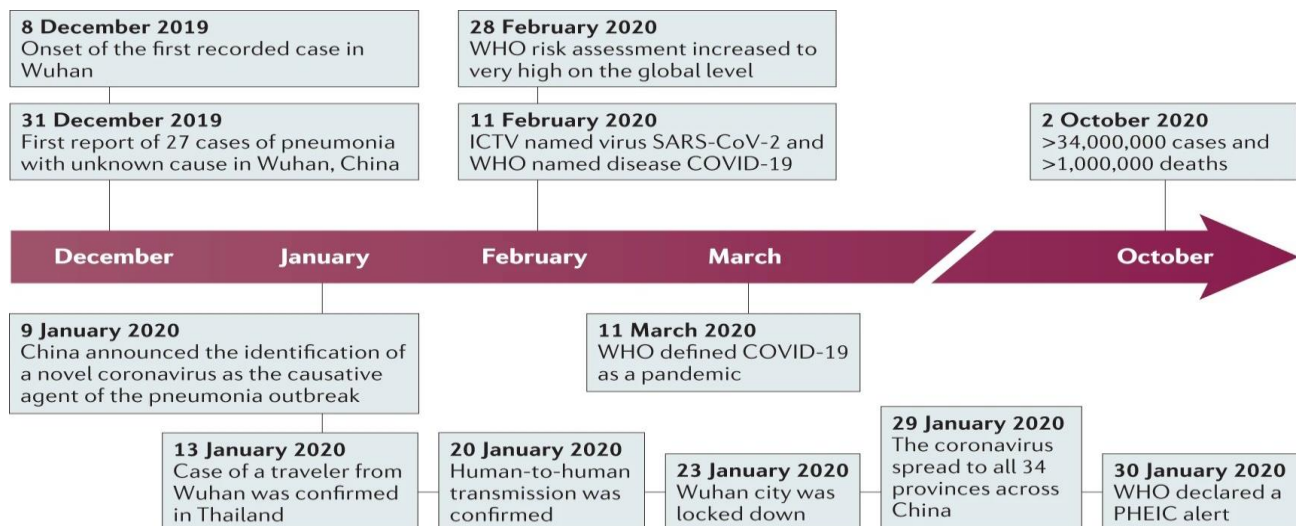 8 December 2019
Onset of the first recorded case in
Wuhan
31 December 2019
First report of 27 cases of pneumonia
with unknown cause in Wuhan, China
28 February 2020
WHO risk assessment increased to
very high on the global level
11 February 2020
ICTV named virus SARS-CoV-2 and
WHO named disease COVID-19
2 October 2020
>34,000,000 cases and
>1,000,000 deaths
December January February March October
9 January 2020
China announced the identification of
a novel coronavirus as the causative
agent of the pneumonia outbreak
11 March 2020
WHO defined COVID-19
as a pandemic
13 January 2020
Case of a traveler from
Wuhan was confirmed
in Thailand
20 January 2020
Human-to-human
transmission was
confirmed
23 January 2020
Wuhan city was
locked down
29 January 2020
The coronavirus
spread to all 34
provinces across
China
30 January 2020
WHO declared a
PHEIC alert